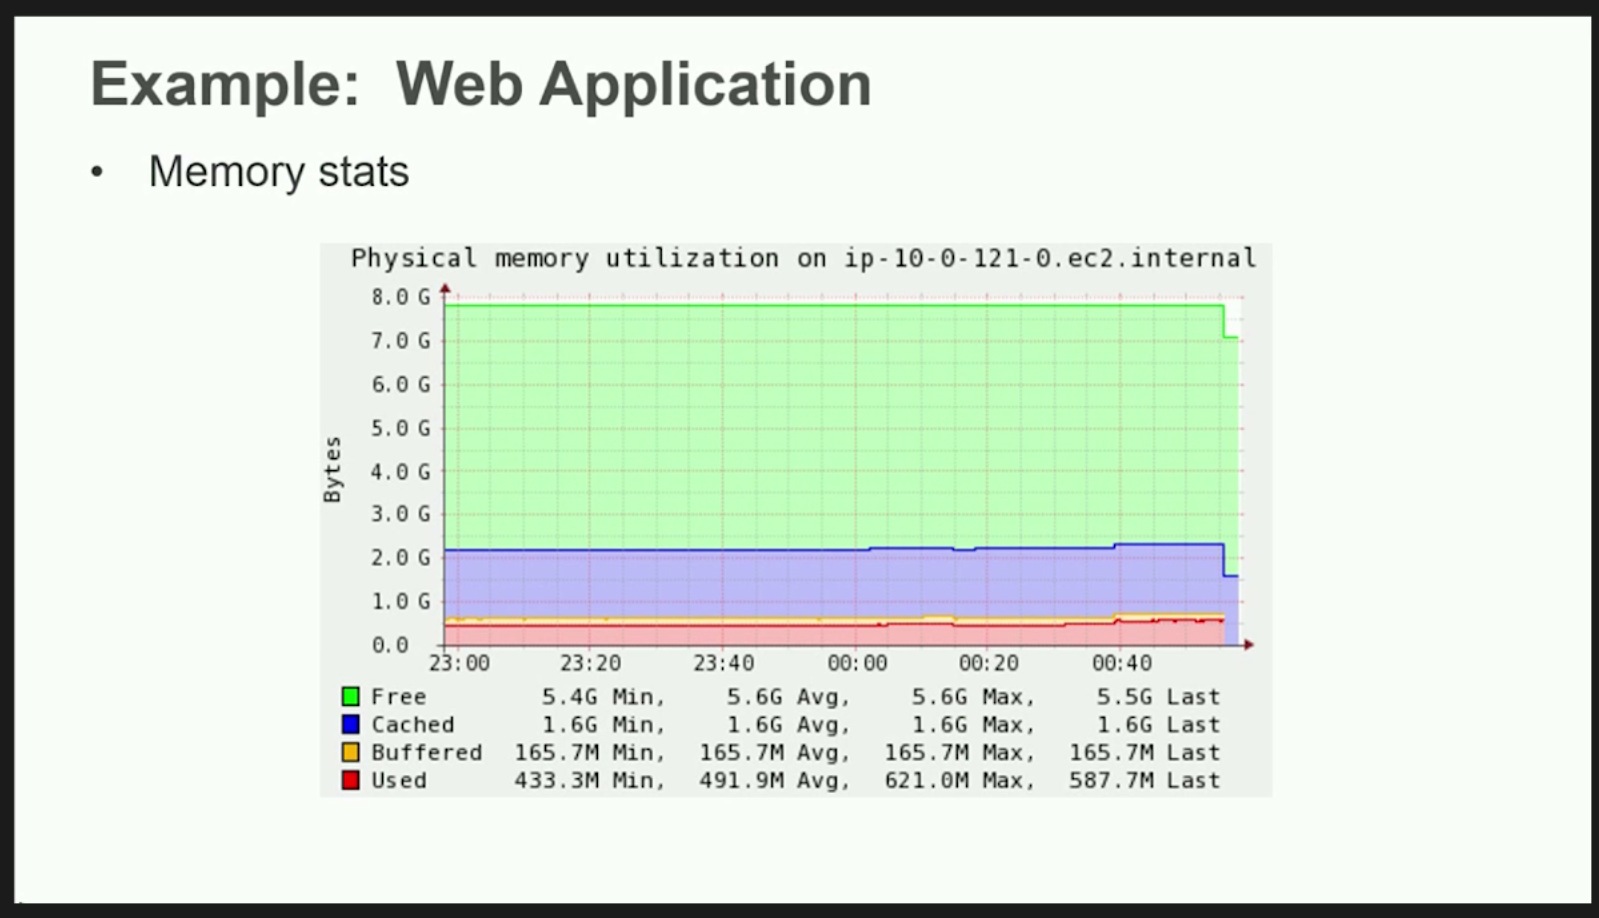 Example: Web Application
• Memory stats
Physical memory utilization on ip-10-0-121-0.ec2.internal
8.0 G
7.0 G
6.0 G
5.0 G
4.0 G
3.0 G
2.0 G
1.0 G
0.0
Bytes
23:00 23:20 23:40 00:00 00:20 00:40
Free 5.4G Min, 5.6G Avg, 5.6G Max, 5.5G Last
Cached 1.6G Min, 1.6G Avg, 1.6G Max, 1.6G Last
Buffered 165.7M Min, 165.7M Avg, 165.7M Max, 165.7M Last
Used 433.3M Min, 491.9M Avg, 621.0M Max, 587.7M Last